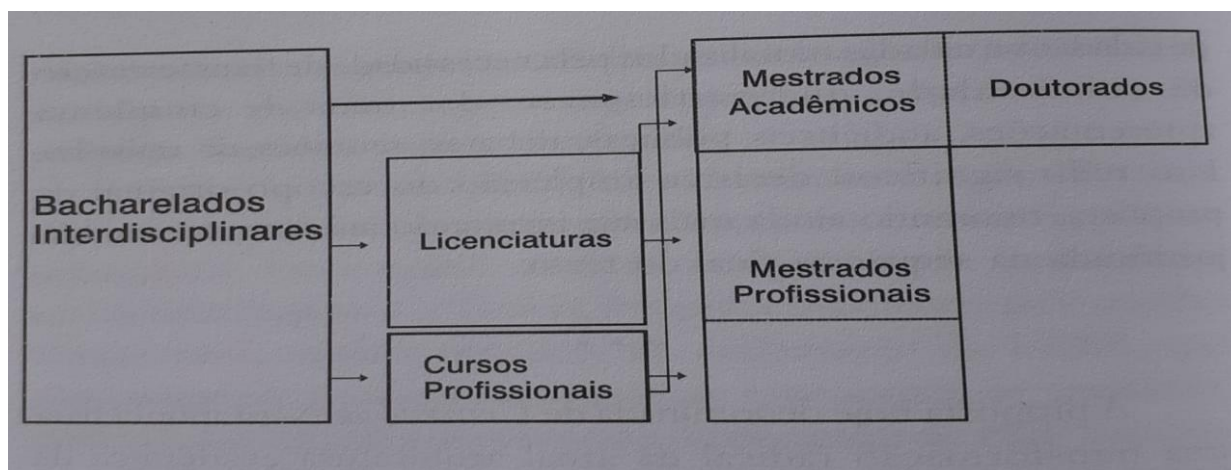 Bacharelados
Interdisciplinares
Licenciaturas
Cursos
Profissionais
Mestrados
Acadêmicos
Doutorados
Mestrados
Profissionais